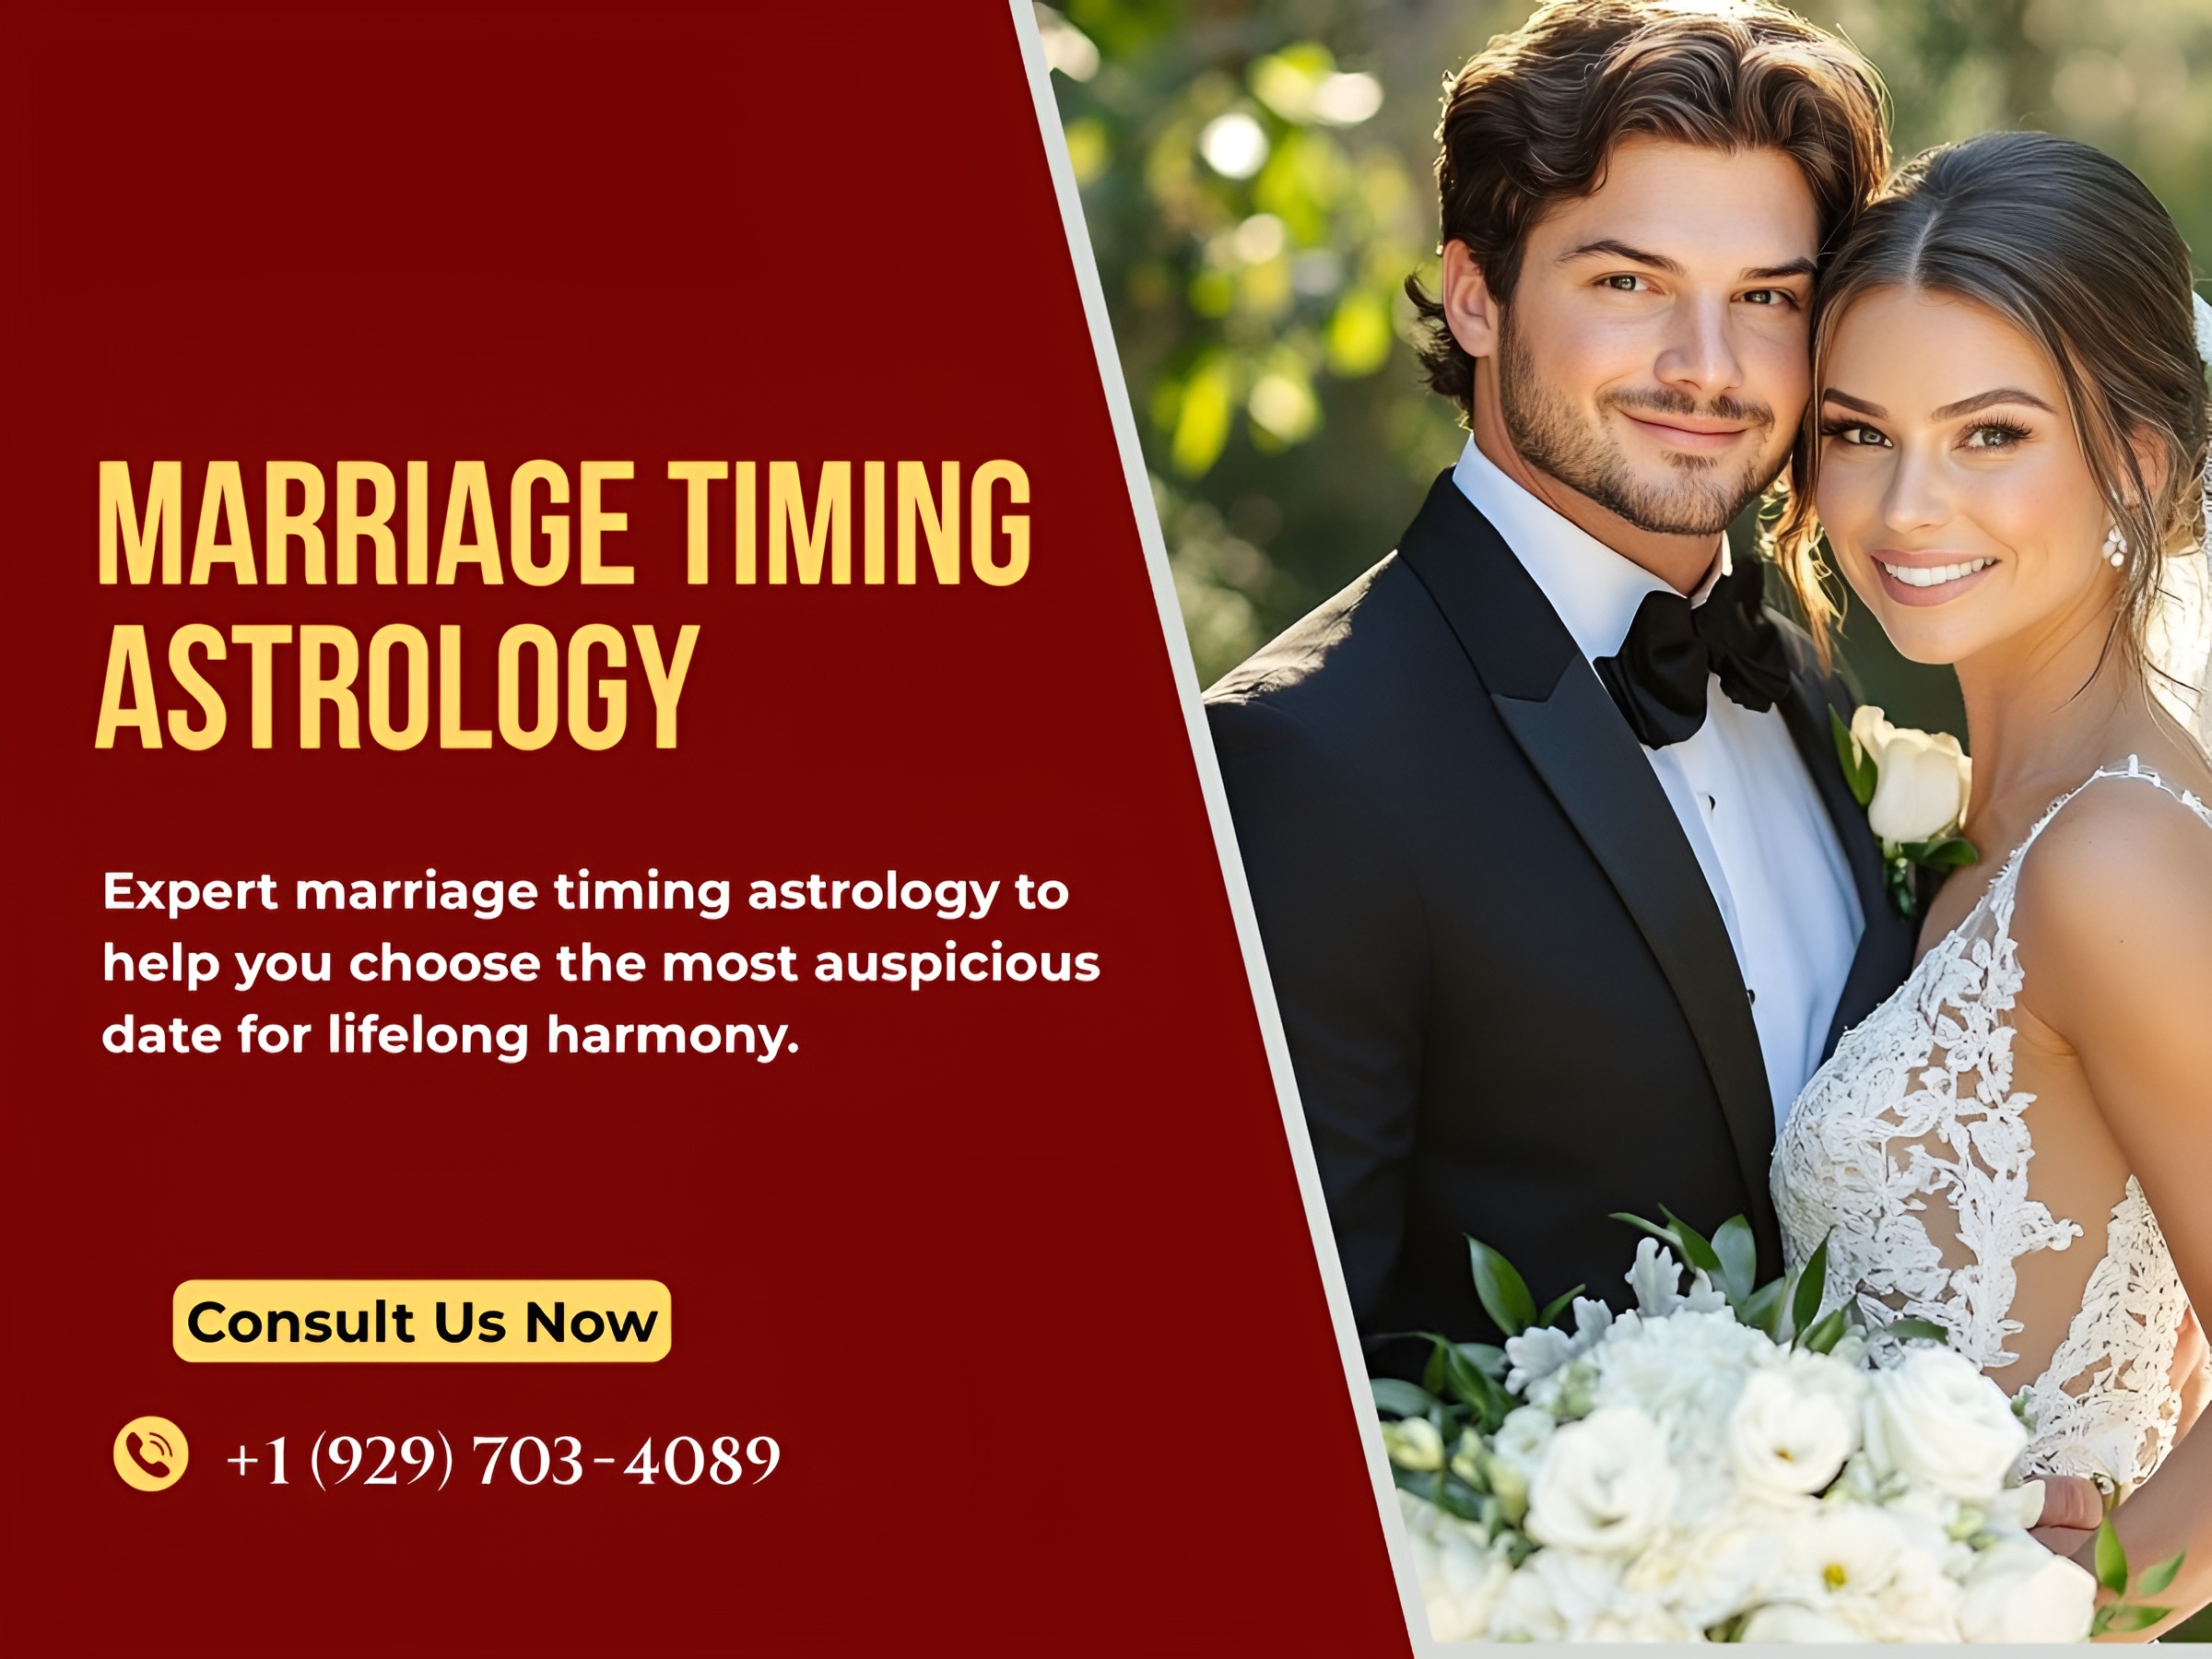 MARRIAGE TIMING
ASTROLOGY
Expert marriage timing astrology to
help you choose the most auspicious
date for lifelong harmony.
Consult Us Now
+1 (929) 703-4089